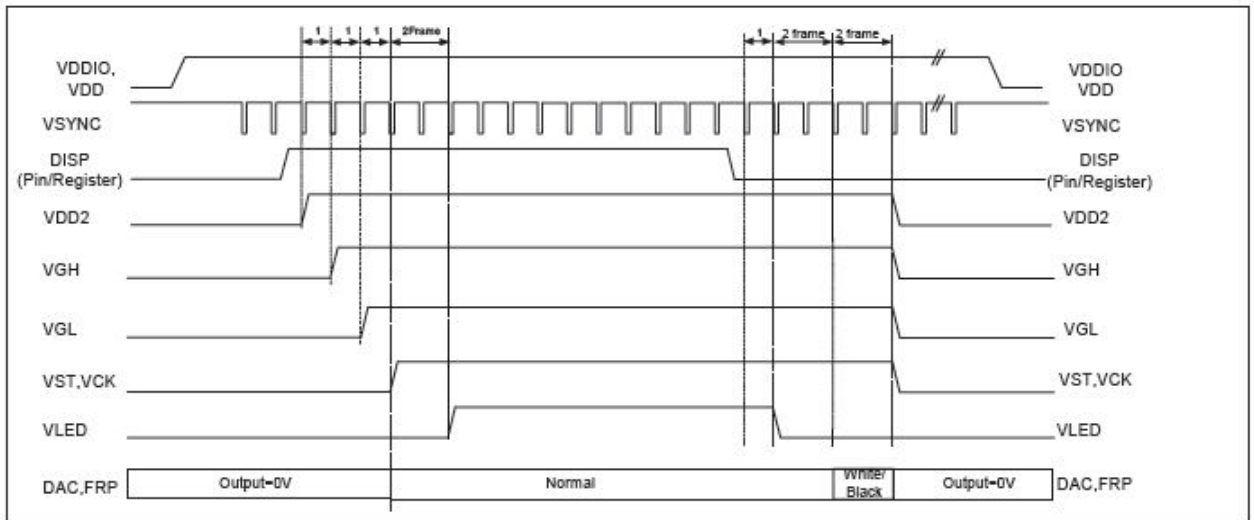 1 1 1 2Frame 1 2 frame 2 frame
VDDIO,
VDD
VDDIO
VDD
VSYNC VSYNC
DISP
(Pin/Register)
DISP
(Pin/Register)
VDD2 VDD2
VGH VGH
VGL VGL
VST,VCK VST,VCK
VLED VLED
DAC,FRP Output=0V Normal White/
Black Output=0V DAC,FRP